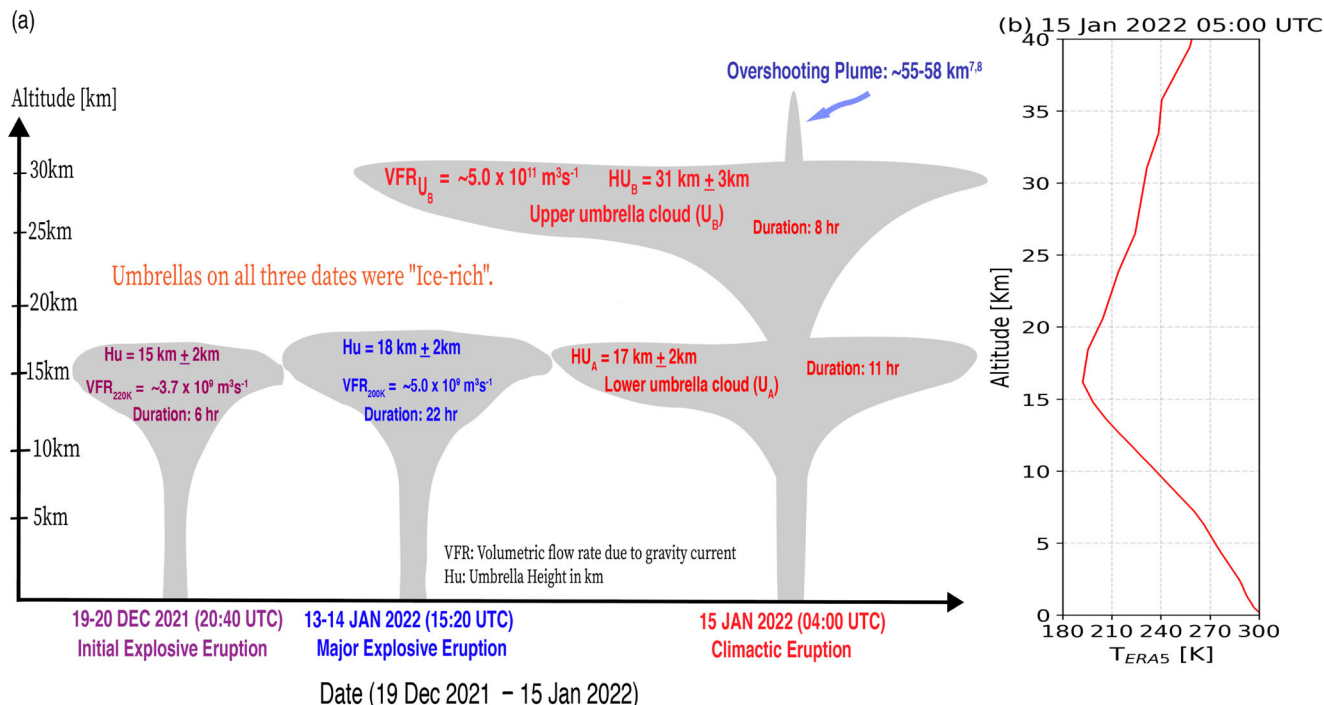 (a)
Altitude [km]
30km
25km
20km
15km
10km
5km
Overshooting Plume: ~55-58 km⁷,⁸
VFR_U_B = ~5.0 x 10¹¹ m³s⁻¹
HU_B = 31 km ± 3km
Upper umbrella cloud (U_B)
Duration: 8 hr
Umbrellas on all three dates were "Ice-rich".
Hu = 15 km ± 2km
VFR₂₂₀K = ~3.7 x 10⁹ m³s⁻¹
Duration: 6 hr
Hu = 18 km ± 2km
VFR₂₀₀K = ~5.0 x 10⁹ m³s⁻¹
Duration: 22 hr
HU_A = 17 km ± 2km
Lower umbrella cloud (U_A)
Duration: 11 hr
VFR: Volumetric flow rate due to gravity current
Hu: Umbrella Height in km
19-20 DEC 2021 (20:40 UTC)
Initial Explosive Eruption
13-14 JAN 2022 (15:20 UTC)
Major Explosive Eruption
15 JAN 2022 (04:00 UTC)
Climactic Eruption
Date (19 Dec 2021 – 15 Jan 2022)
(b) 15 Jan 2022 05:00 UTC
40
35
30
25
20
15
10
5
0
Altitude [Km]
180 210 240 270 300
T_ERA5 [K]